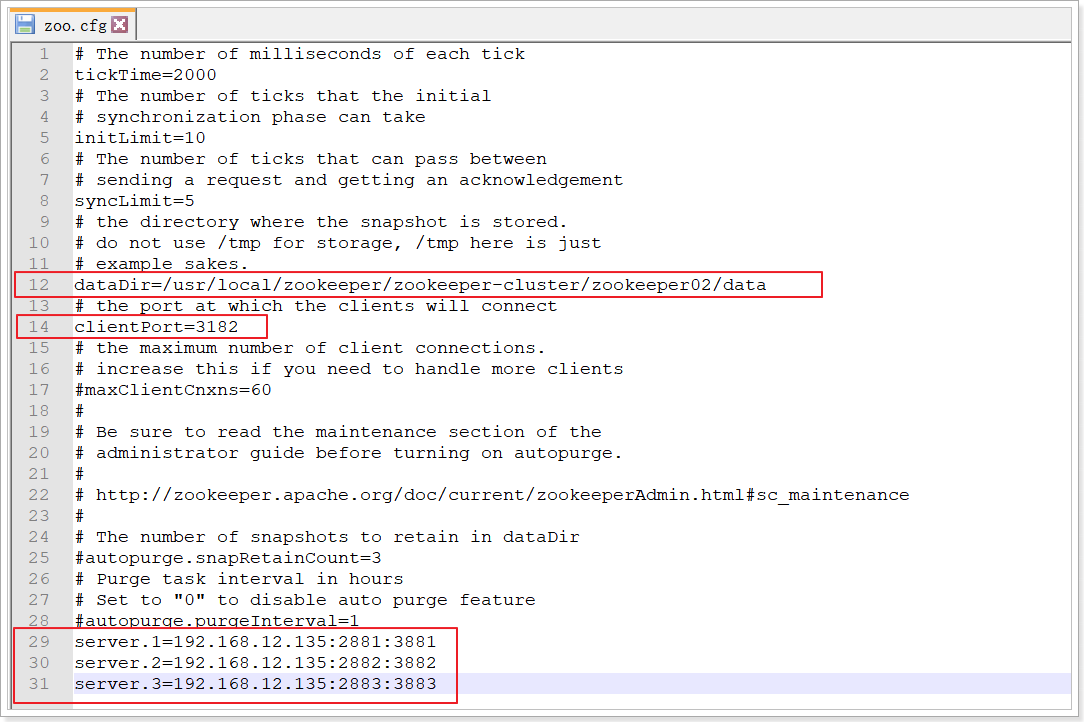 zoo.cfg
1 # The number of milliseconds of each tick
2 tickTime=2000
3 # The number of ticks that the initial
4 # synchronization phase can take
5 initLimit=10
6 # The number of ticks that can pass between
7 # sending a request and getting an acknowledgement
8 syncLimit=5
9 # the directory where the snapshot is stored.
10 # do not use /tmp for storage, /tmp here is just
11 # example sakes.
12 dataDir=/usr/local/zookeeper/zookeeper-cluster/zookeeper02/data
13 # the port at which the clients will connect
14 clientPort=3182
15 # the maximum number of client connections.
16 # increase this if you need to handle more clients
17 #maxClientCnxns=60
18 #
19 # Be sure to read the maintenance section of the
20 # administrator guide before turning on autopurge.
21 #
22 # http://zookeeper.apache.org/doc/current/zookeeperAdmin.html#sc_maintenance
23 #
24 # The number of snapshots to retain in dataDir
25 #autopurge.snapRetainCount=3
26 # Purge task interval in hours
27 # Set to "0" to disable auto purge feature
28 #autopurge.purgeInterval=1
29 server.1=192.168.12.135:2881:3881
30 server.2=192.168.12.135:2882:3882
31 server.3=192.168.12.135:2883:3883